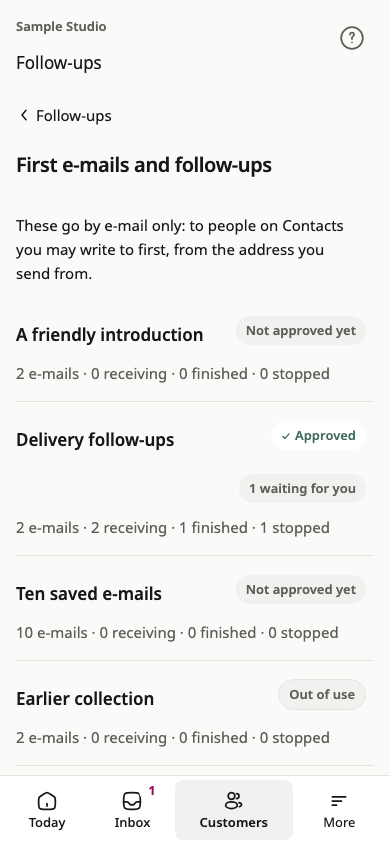 Sample Studio
Follow-ups
Follow-ups
First e-mails and follow-ups
These go by e-mail only: to people on Contacts
you may write to first, from the address you
send from.
A friendly introduction
Not approved yet
2 e-mails · 0 receiving · 0 finished · 0 stopped
Delivery follow-ups
✓ Approved
1 waiting for you
2 e-mails · 2 receiving · 1 finished · 1 stopped
Ten saved e-mails
Not approved yet
10 e-mails · 0 receiving · 0 finished · 0 stopped
Earlier collection
Out of use
2 e-mails · 0 receiving · 0 finished · 0 stopped
1
Today
Inbox
Customers
More